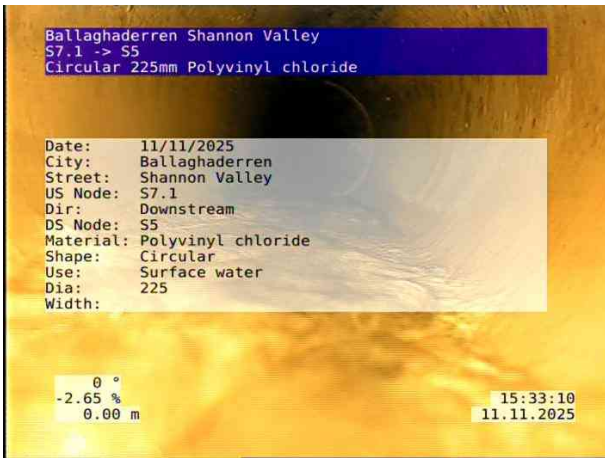 Ballaghaderren Shannon Valley
S7.1 -> S5
Circular 225mm Polyvinyl chloride
Date: 11/11/2025
City: Ballaghaderren
Street: Shannon Valley
US Node: S7.1
Dir: Downstream
DS Node: S5
Material: Polyvinyl chloride
Shape: Circular
Use: Surface water
Dia: 225
Width:
0 °
-2.65 %
0.00 m
15:33:10
11.11.2025